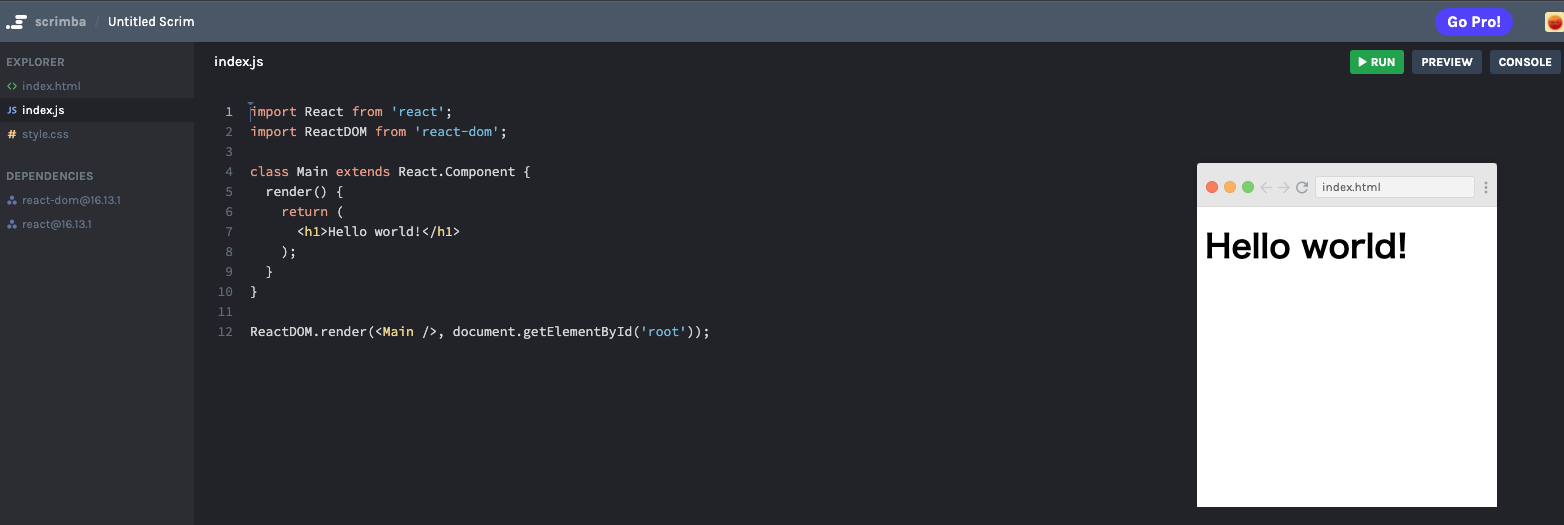 scrimba / Untitled Scrim
Go Pro!
EXPLORER
<> index.html
JS index.js
# style.css
DEPENDENCIES
react-dom@16.13.1
react@16.13.1
index.js
RUN
PREVIEW
CONSOLE
1 import React from 'react';
2 import ReactDOM from 'react-dom';
3
4 class Main extends React.Component {
5   render() {
6     return (
7       <h1>Hello world!</h1>
8     );
9   }
10 }
11
12 ReactDOM.render(<Main />, document.getElementById('root'));
index.html
Hello world!